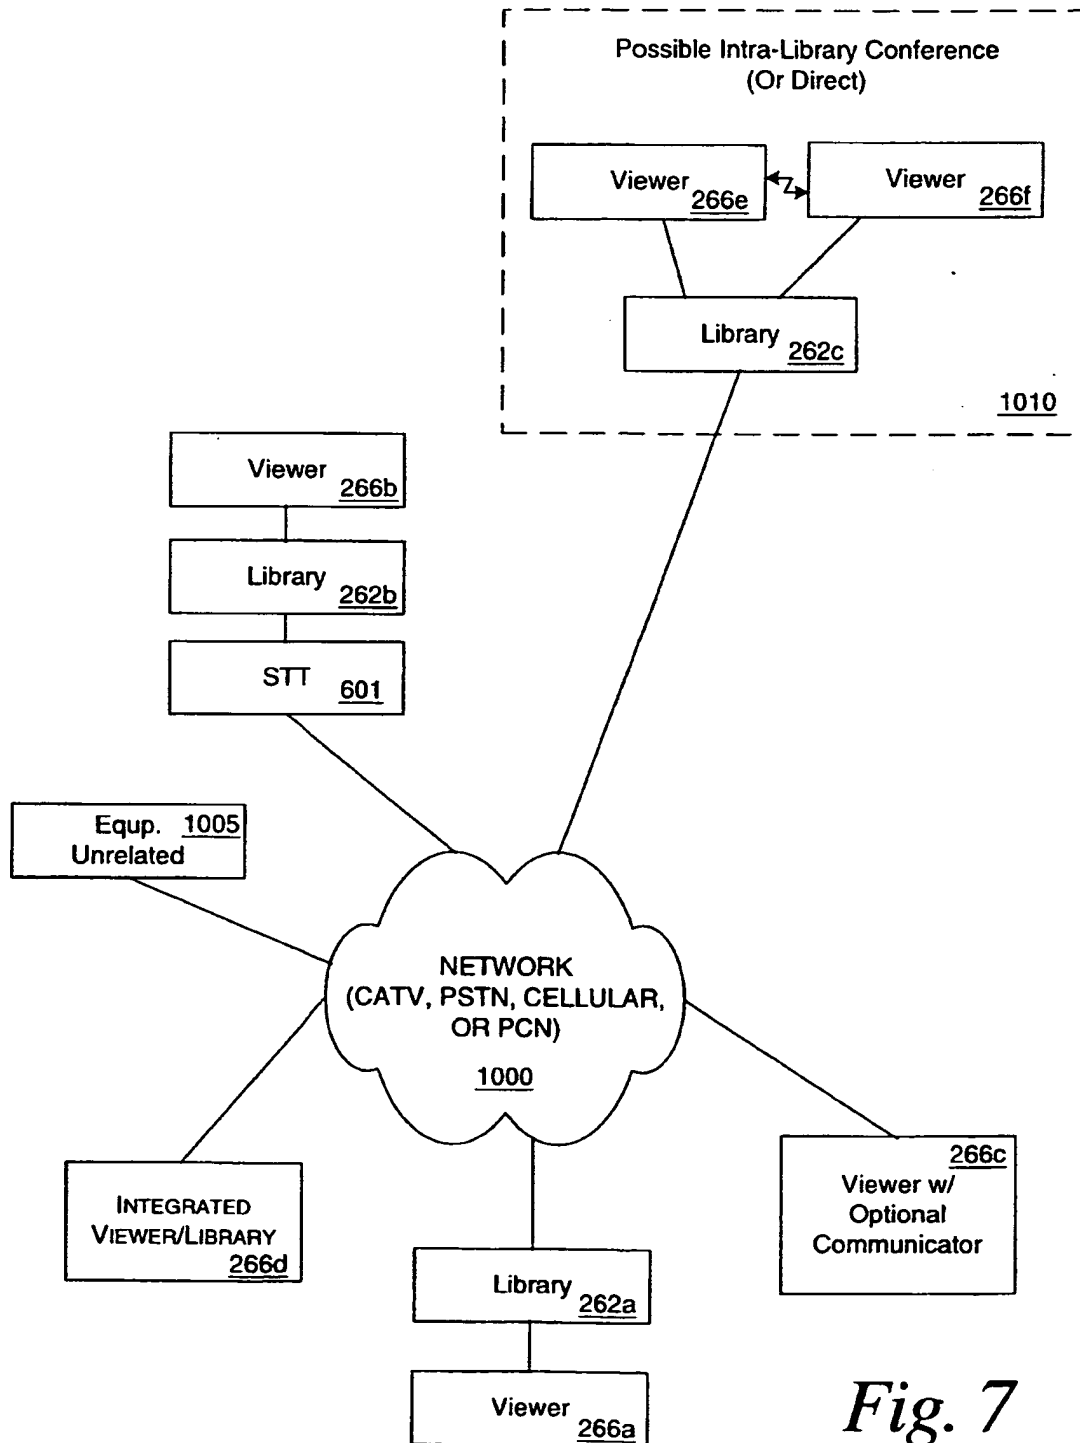 Possible Intra-Library Conference
(Or Direct)
Viewer 266e
Viewer 266f
Library 262c
1010
Viewer 266b
Library 262b
STT 601
Equp. 1005
Unrelated
NETWORK
(CATV, PSTN, CELLULAR,
OR PCN)
1000
266c
Viewer w/
Optional
Communicator
INTEGRATED
VIEWER/LIBRARY
266d
Library 262a
Viewer 266a
Fig. 7